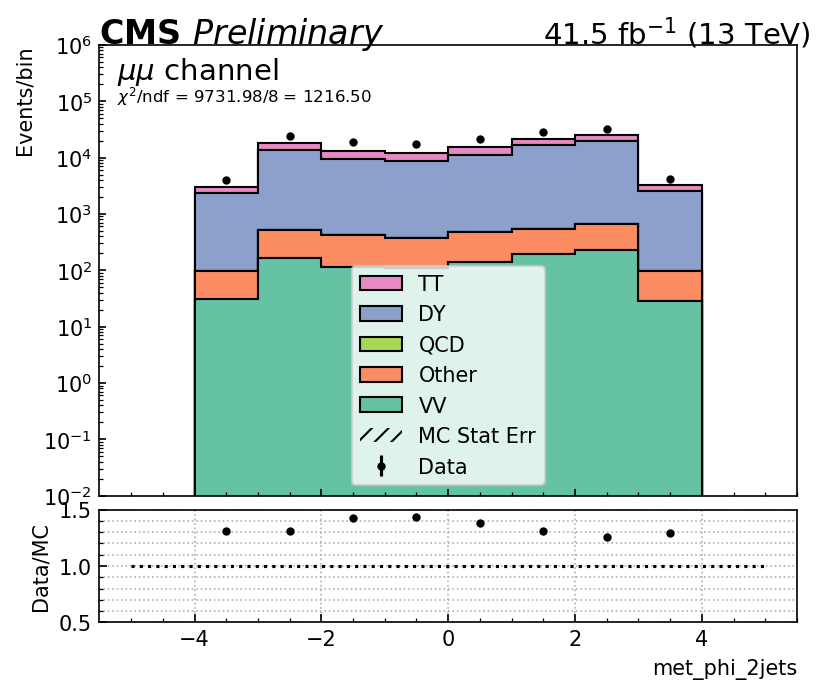 CMS Preliminary 41.5 fb⁻¹ (13 TeV)
μμ channel
χ²/ndf = 9731.98/8 = 1216.50
Events/bin
10⁶
10⁵
10⁴
10³
10²
10¹
10⁰
10⁻¹
10⁻²
TT
DY
QCD
Other
VV
MC Stat Err
Data
Data/MC
1.5
1.0
0.5
−4 −2 0 2 4
met_phi_2jets